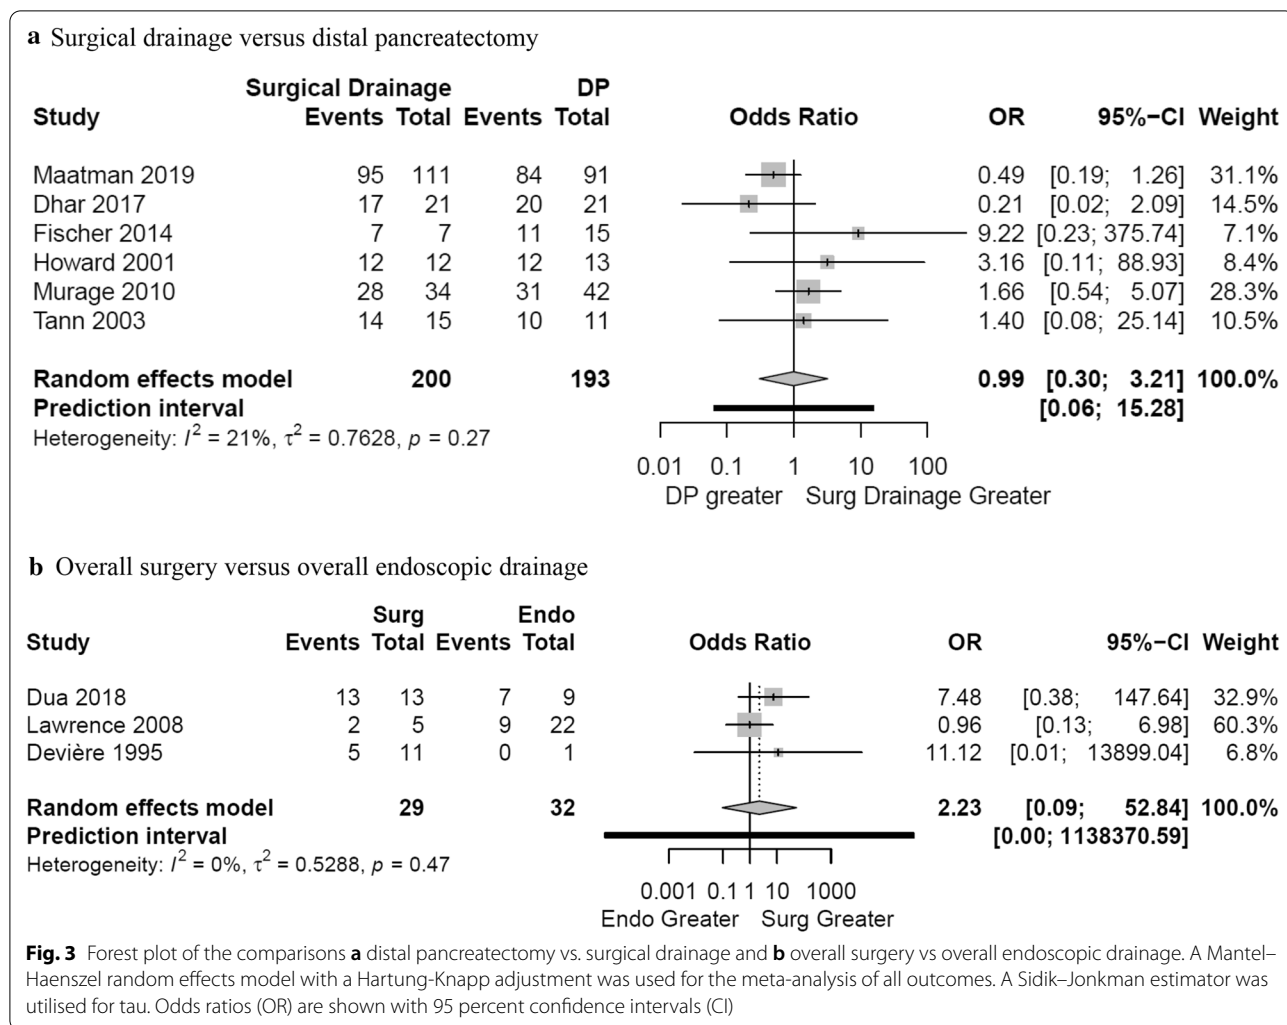 a Surgical drainage versus distal pancreatectomy
Surgical Drainage DP
Study Events Total Events Total Odds Ratio OR 95%−CI Weight
Maatman 2019 95 111 84 91 0.49 [0.19; 1.26] 31.1%
Dhar 2017 17 21 20 21 0.21 [0.02; 2.09] 14.5%
Fischer 2014 7 7 11 15 9.22 [0.23; 375.74] 7.1%
Howard 2001 12 12 12 13 3.16 [0.11; 88.93] 8.4%
Murage 2010 28 34 31 42 1.66 [0.54; 5.07] 28.3%
Tann 2003 14 15 10 11 1.40 [0.08; 25.14] 10.5%
Random effects model 200 193 0.99 [0.30; 3.21] 100.0%
Prediction interval [0.06; 15.28]
Heterogeneity: I² = 21%, τ² = 0.7628, p = 0.27
0.01 0.1 1 10 100
DP greater Surg Drainage Greater
b Overall surgery versus overall endoscopic drainage
Surg Endo
Study Events Total Events Total Odds Ratio OR 95%−CI Weight
Dua 2018 13 13 7 9 7.48 [0.38; 147.64] 32.9%
Lawrence 2008 2 5 9 22 0.96 [0.13; 6.98] 60.3%
Devière 1995 5 11 0 1 11.12 [0.01; 13899.04] 6.8%
Random effects model 29 32 2.23 [0.09; 52.84] 100.0%
Prediction interval [0.00; 1138370.59]
Heterogeneity: I² = 0%, τ² = 0.5288, p = 0.47
0.001 0.1 1 10 1000
Endo Greater Surg Greater
Fig. 3 Forest plot of the comparisons a distal pancreatectomy vs. surgical drainage and b overall surgery vs overall endoscopic drainage. A Mantel–
Haenszel random effects model with a Hartung-Knapp adjustment was used for the meta-analysis of all outcomes. A Sidik–Jonkman estimator was
utilised for tau. Odds ratios (OR) are shown with 95 percent confidence intervals (CI)